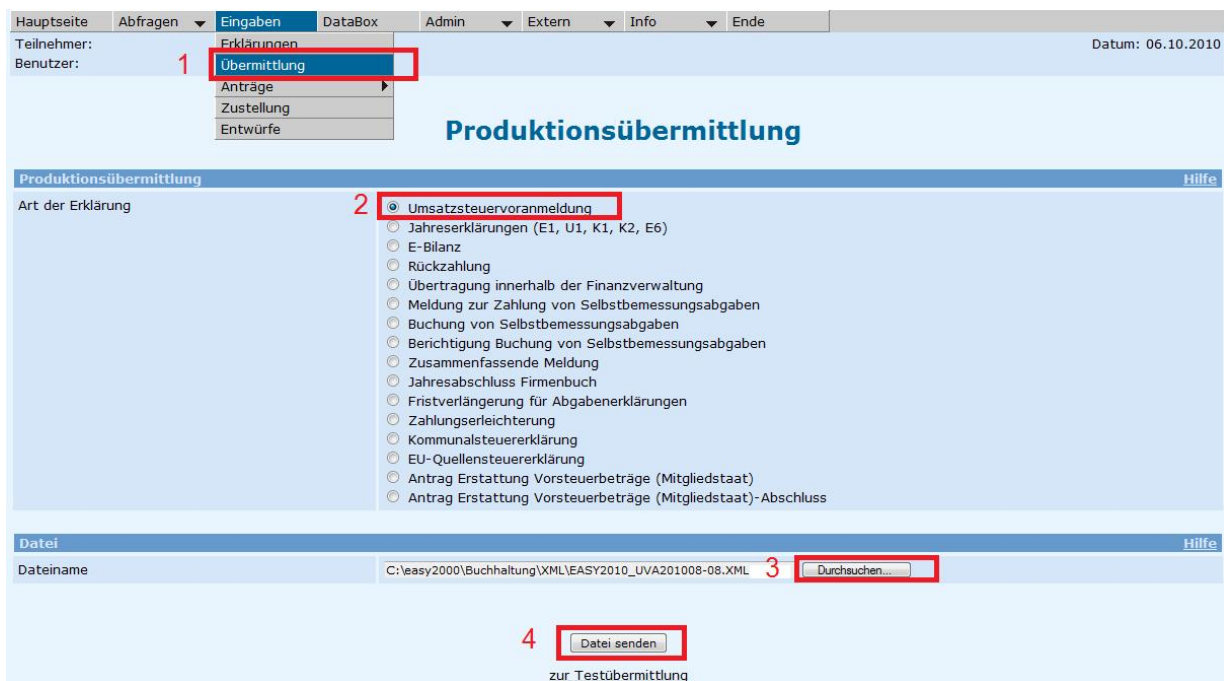 Hauptseite Abfragen Eingaben DataBox Admin Extern Info Ende
Teilnehmer: Erklärungen Datum: 06.10.2010
Benutzer: 1 Übermittlung
Anträge
Zustellung
Entwürfe
Produktionsübermittlung
Produktionsübermittlung Hilfe
Art der Erklärung 2 Umsatzsteuervoranmeldung
Jahreserklärungen (E1, U1, K1, K2, E6)
E-Bilanz
Rückzahlung
Übertragung innerhalb der Finanzverwaltung
Meldung zur Zahlung von Selbstbemessungsabgaben
Buchung von Selbstbemessungsabgaben
Berichtigung Buchung von Selbstbemessungsabgaben
Zusammenfassende Meldung
Jahresabschluss Firmenbuch
Fristverlängerung für Abgabenerklärungen
Zahlungserleichterung
Kommunalsteuererklärung
EU-Quellensteuererklärung
Antrag Erstattung Vorsteuerbeträge (Mitgliedstaat)
Antrag Erstattung Vorsteuerbeträge (Mitgliedstaat)-Abschluss
Datei Hilfe
Dateiname C:\easy2000\Buchhaltung\XML\EASY2010_UVA201008-08.XML 3 Durchsuchen...
4 Datei senden
zur Testübermittlung